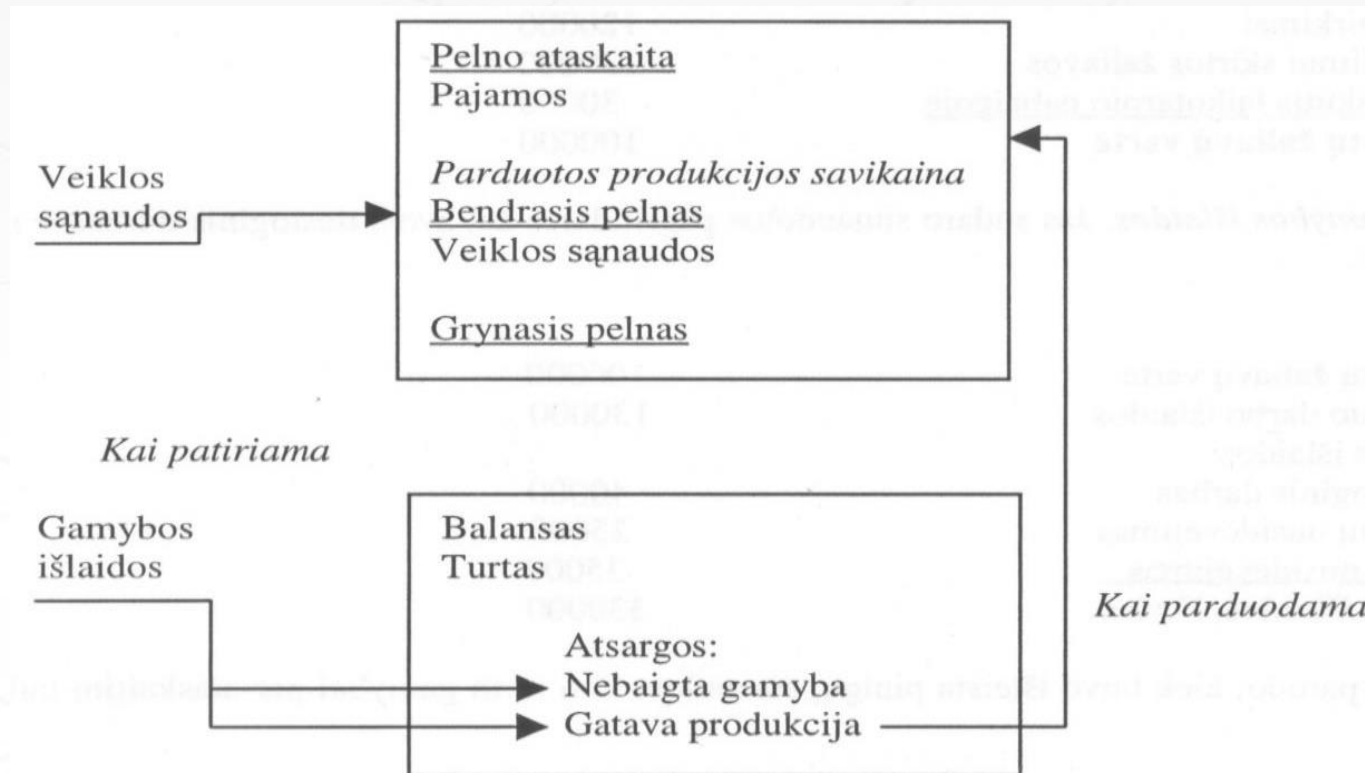 Pelno ataskaita
Pajamos
Veiklos
sąnaudos
Parduotos produkcijos savikaina
Bendrasis pelnas
Veiklos sąnaudos
Grynasis pelnas
Kai patiriama
Gamybos
išlaidos
Balansas
Turtas
Kai parduodama
Atsargos:
Nebaigta gamyba
Gatava produkcija